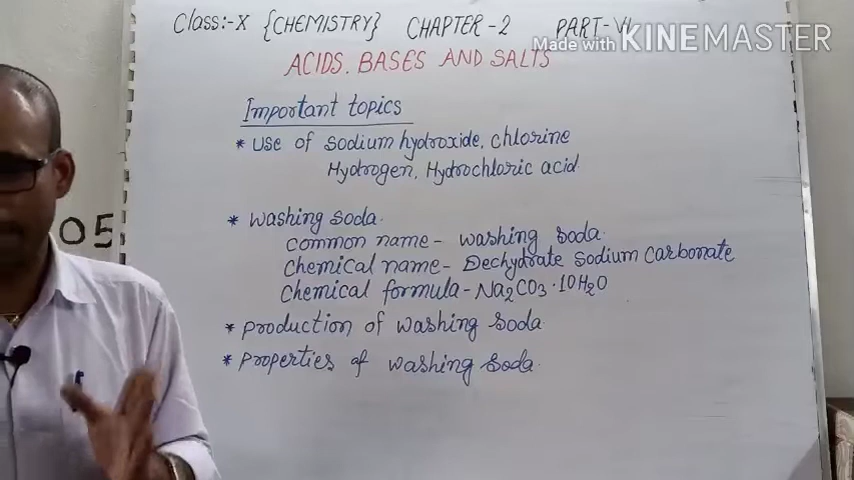 Class:-X {CHEMISTRY} CHAPTER-2 PART-VI
Made with KINEMASTER
ACIDS. BASES AND SALTS
Important topics
* Use of sodium hydroxide, chlorine
Hydrogen, Hydrochloric acid
* Washing soda.
Common name- washing soda.
Chemical name- Dechydrate Sodium Carbonate
Chemical formula- Na2CO3·10H2O
05
* Production of washing soda
* Properties of washing soda.